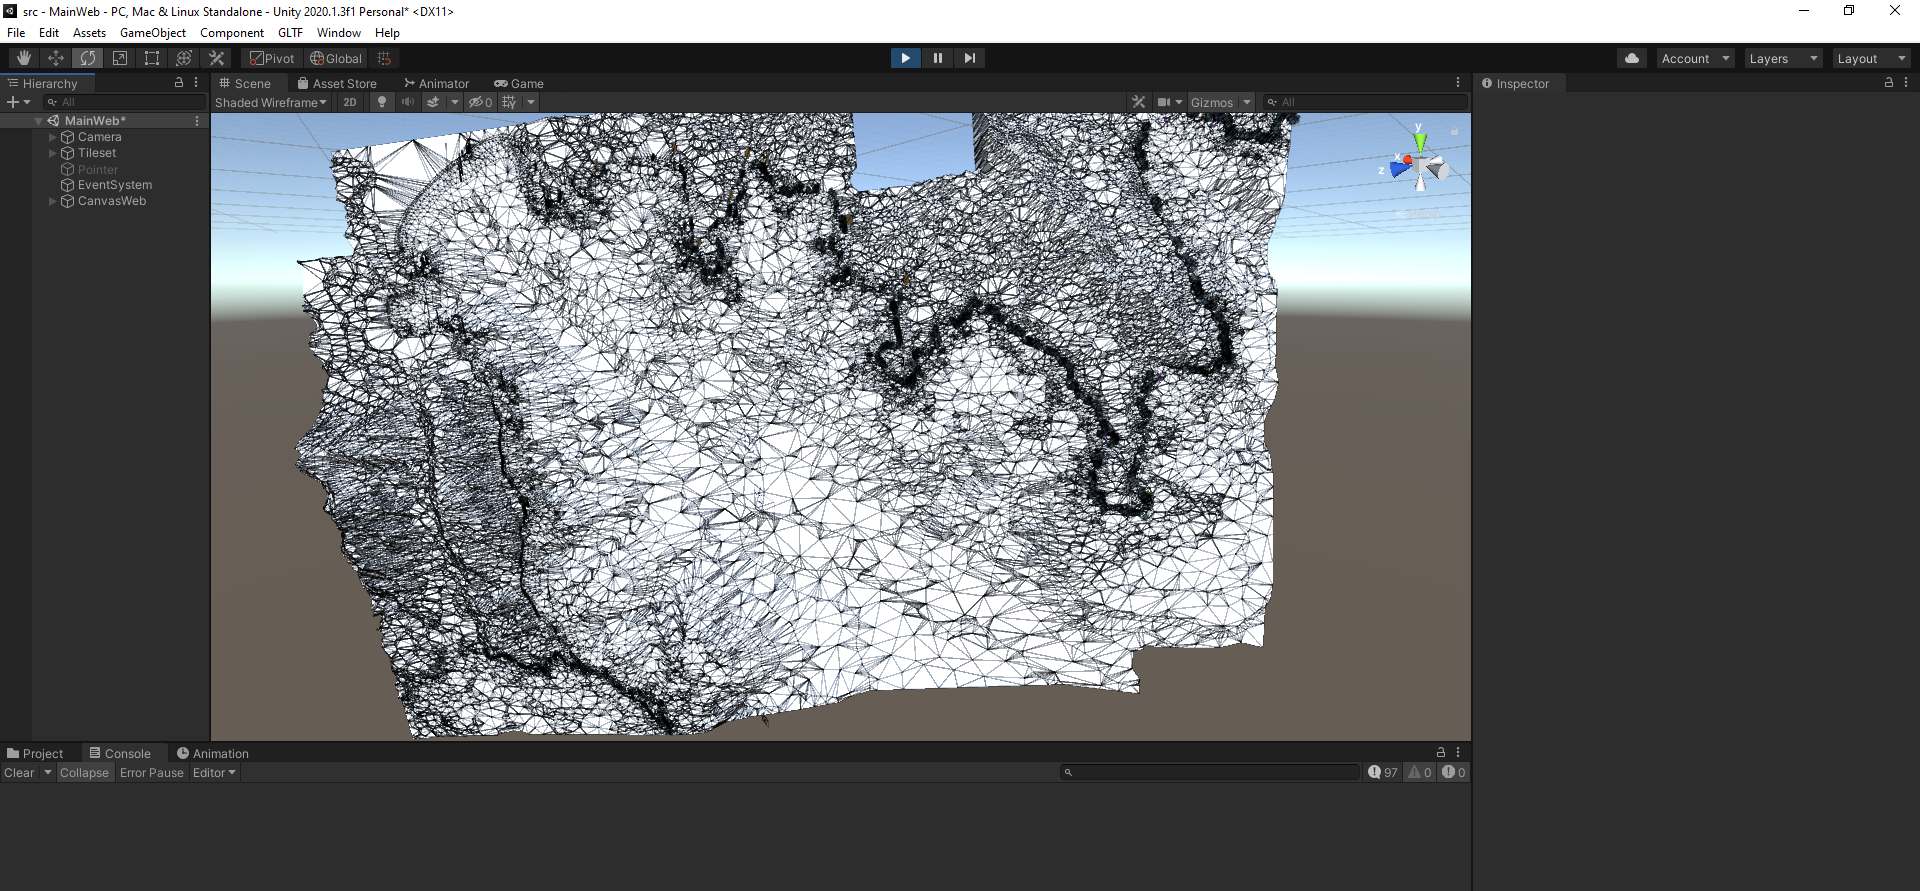 src - MainWeb - PC, Mac & Linux Standalone - Unity 2020.1.3f1 Personal* <DX11>
File Edit Assets GameObject Component GLTF Window Help
Pivot Global Account Layers Layout
Hierarchy Scene Asset Store Animator Game Inspector
All Shaded Wireframe 2D 0 Gizmos All
MainWeb*
Camera
Tileset
Pointer
EventSystem
CanvasWeb
y
x
z
Project Console Animation
Clear Collapse Error Pause Editor 97 0 0